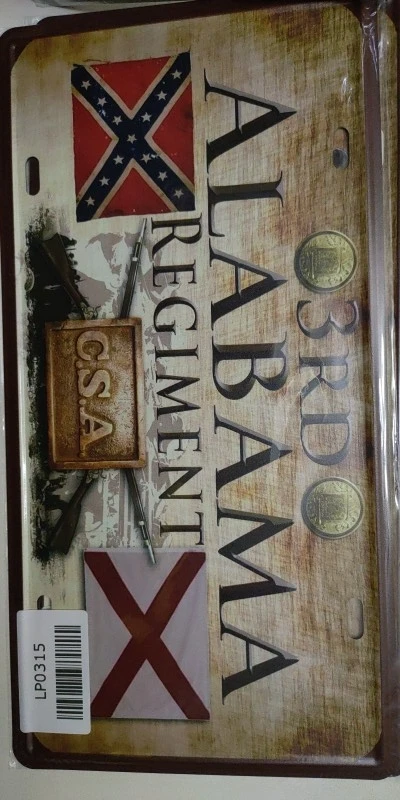 3RD
ALABAMA
REGIMENT
C.S.A.
LP0315